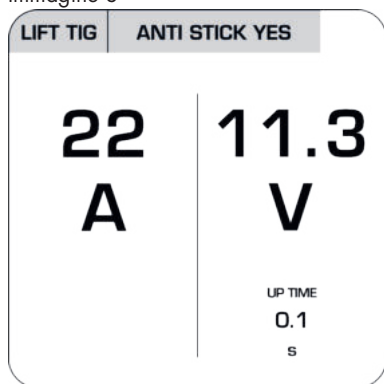 LIFT TIG ANTI STICK YES
22 11.3
A V
UP TIME
0.1
s